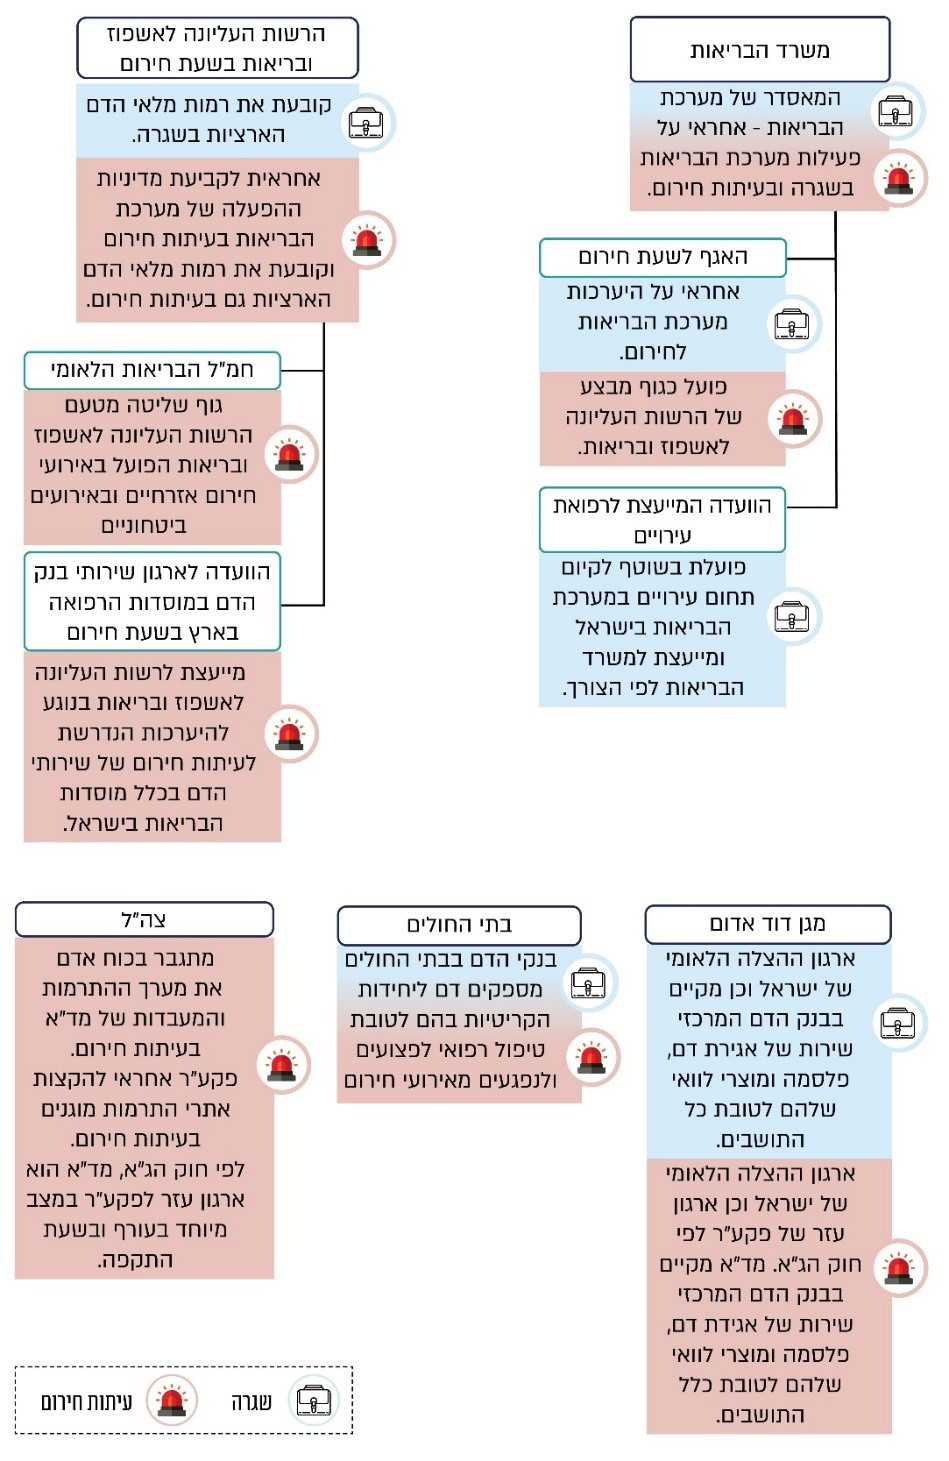 משרד הבריאות
המאסדר של מערכת
הבריאות - אחראי על
פעילות מערכת הבריאות
בשגרה ובעיתות חירום.
האגף לשעת חירום
אחראי על היערכות
מערכת הבריאות
לחירום.
פועל כגוף מבצע
של הרשות העליונה
לאשפוז ובריאות.
הוועדה המייעצת לרפואת
עירויים
פועלת בשוטף לקיום
תחום עירויים במערכת
הבריאות בישראל
ומייעצת למשרד
הבריאות לפי הצורך.
הרשות העליונה לאשפוז
ובריאות בשעת חירום
קובעת את רמות מלאי הדם
הארציות בשגרה.
אחראית לקביעת מדיניות
ההפעלה של מערכת
הבריאות בעיתות חירום
וקובעת את רמות מלאי הדם
הארציות גם בעיתות חירום.
חמ"ל הבריאות הלאומי
גוף שליטה מטעם
הרשות העליונה לאשפוז
ובריאות הפועל באירועי
חירום אזרחיים ובאירועים
ביטחוניים
הוועדה לארגון שירותי בנק
הדם במוסדות הרפואה
בארץ בשעת חירום
מייעצת לרשות העליונה
לאשפוז ובריאות בנוגע
להיערכות הנדרשת
לעיתות חירום של שירותי
הדם בכלל מוסדות
הבריאות בישראל.
מגן דוד אדום
ארגון ההצלה הלאומי
של ישראל וכן מקיים
בבנק הדם המרכזי
שירות של אגירת דם,
פלסמה ומוצרי לוואי
שלהם לטובת כל
התושבים.
ארגון ההצלה הלאומי
של ישראל וכן ארגון
עזר של פקע"ר לפי
חוק הג"א. מד"א מקיים
בבנק הדם המרכזי
שירות של אגידת דם,
פלסמה ומוצרי לוואי
שלהם לטובת כלל
התושבים.
בתי החולים
בנקי הדם בבתי החולים
מספקים דם ליחידות
הקריטיות בהם לטובת
טיפול רפואי לפצועים
ולנפגעים מאירועי חירום
צה"ל
מתגבר בכוח אדם
את מערך ההתרמות
והמעבדות של מד"א
בעיתות חירום.
פקע"ר אחראי להקצות
אתרי התרמות מוגנים
בעיתות חירום.
לפי חוק הג"א, מד"א הוא
ארגון עזר לפקע"ר במצב
מיוחד בעורף ובשעת
התקפה.
שגרה
עיתות חירום